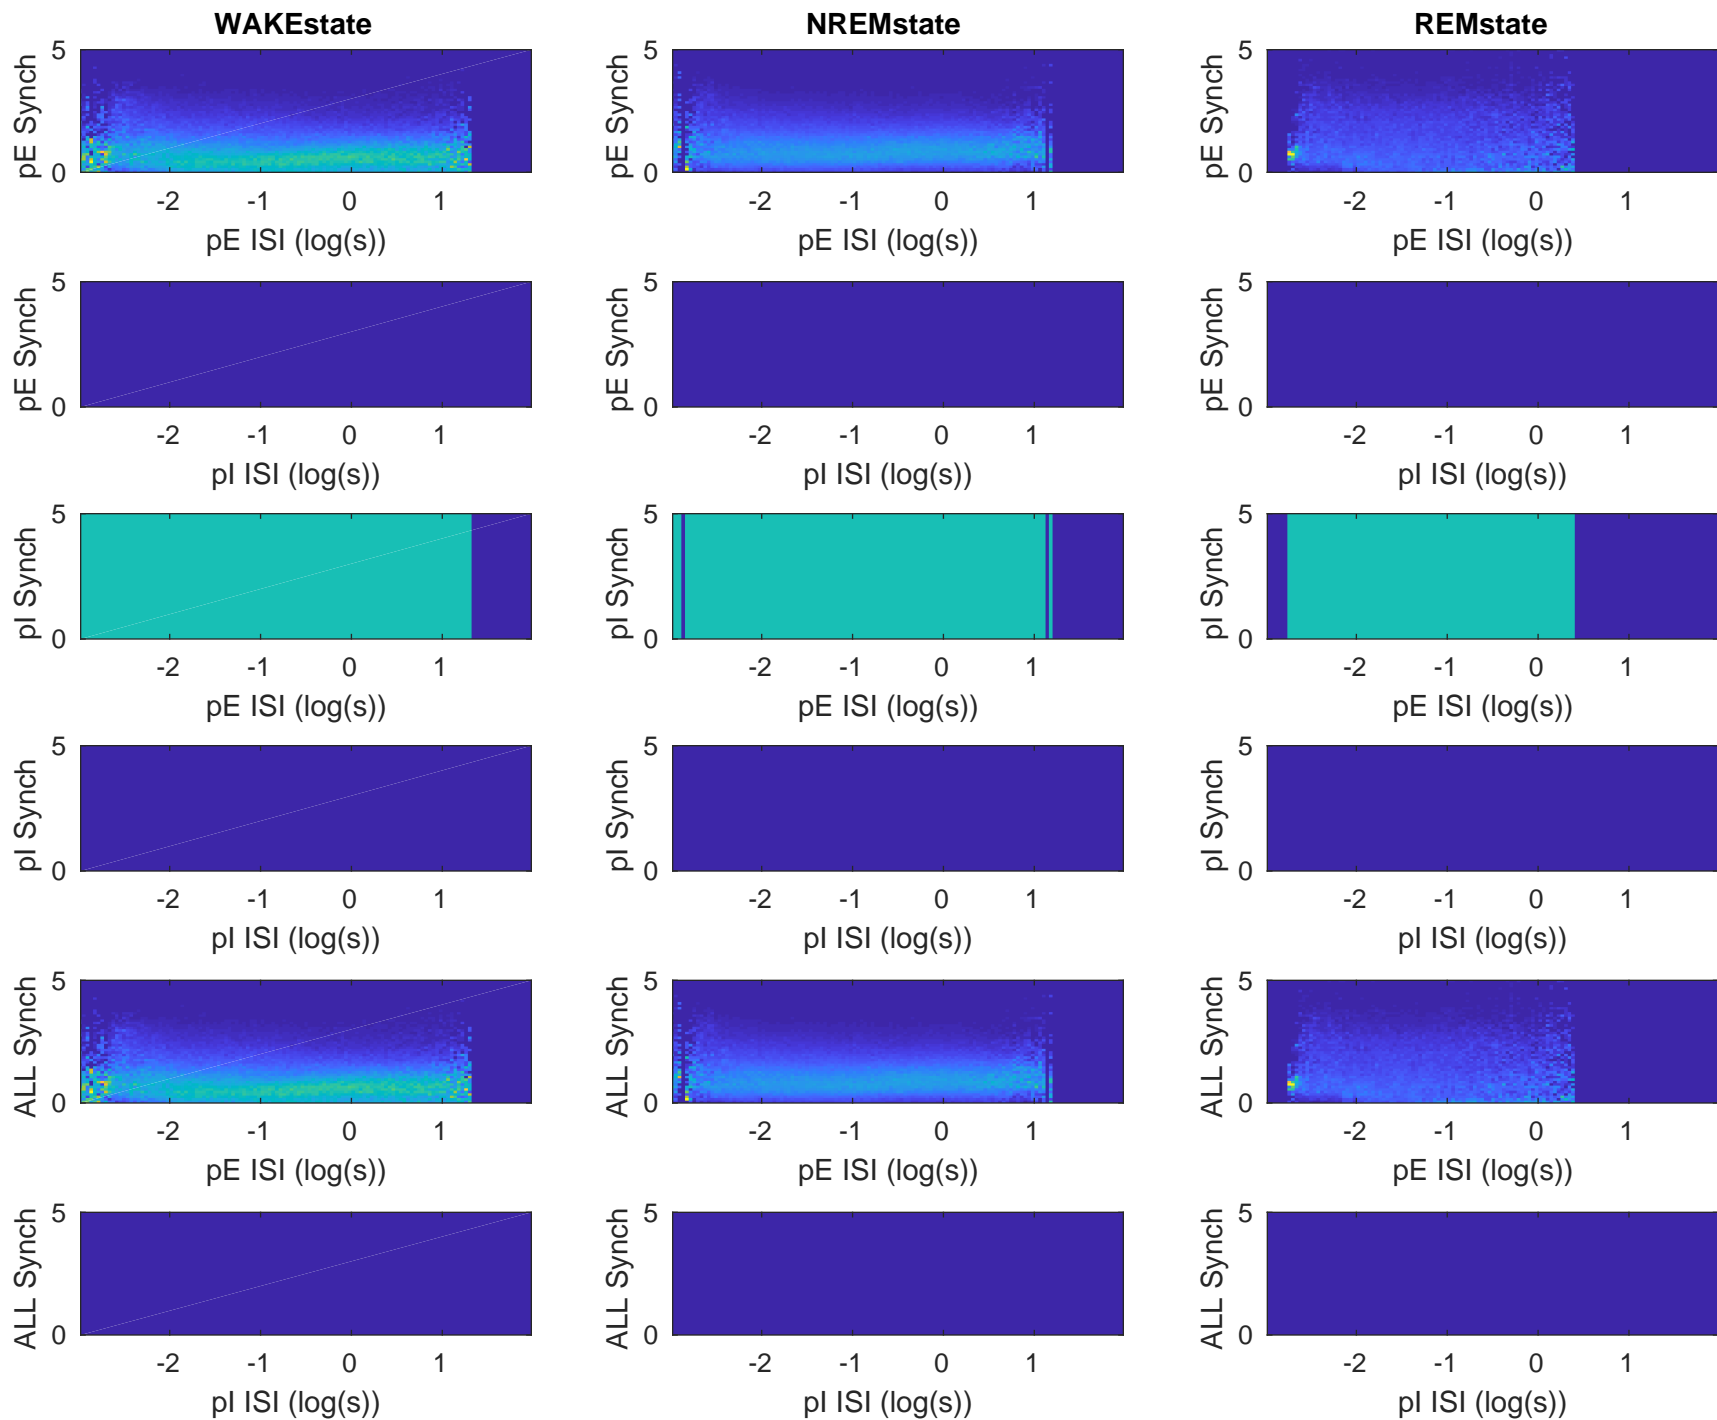 WAKEstate NREMstate REMstate
5 5 5
pE Synch pE Synch pE Synch
0 0 0
-2 -1 0 1 -2 -1 0 1 -2 -1 0 1
pE ISI (log(s)) pE ISI (log(s)) pE ISI (log(s))
5 5 5
pE Synch pE Synch pE Synch
0 0 0
-2 -1 0 1 -2 -1 0 1 -2 -1 0 1
pI ISI (log(s)) pI ISI (log(s)) pI ISI (log(s))
5 5 5
pI Synch pI Synch pI Synch
0 0 0
-2 -1 0 1 -2 -1 0 1 -2 -1 0 1
pE ISI (log(s)) pE ISI (log(s)) pE ISI (log(s))
5 5 5
pI Synch pI Synch pI Synch
0 0 0
-2 -1 0 1 -2 -1 0 1 -2 -1 0 1
pI ISI (log(s)) pI ISI (log(s)) pI ISI (log(s))
5 5 5
ALL Synch ALL Synch ALL Synch
0 0 0
-2 -1 0 1 -2 -1 0 1 -2 -1 0 1
pE ISI (log(s)) pE ISI (log(s)) pE ISI (log(s))
5 5 5
ALL Synch ALL Synch ALL Synch
0 0 0
-2 -1 0 1 -2 -1 0 1 -2 -1 0 1
pI ISI (log(s)) pI ISI (log(s)) pI ISI (log(s))